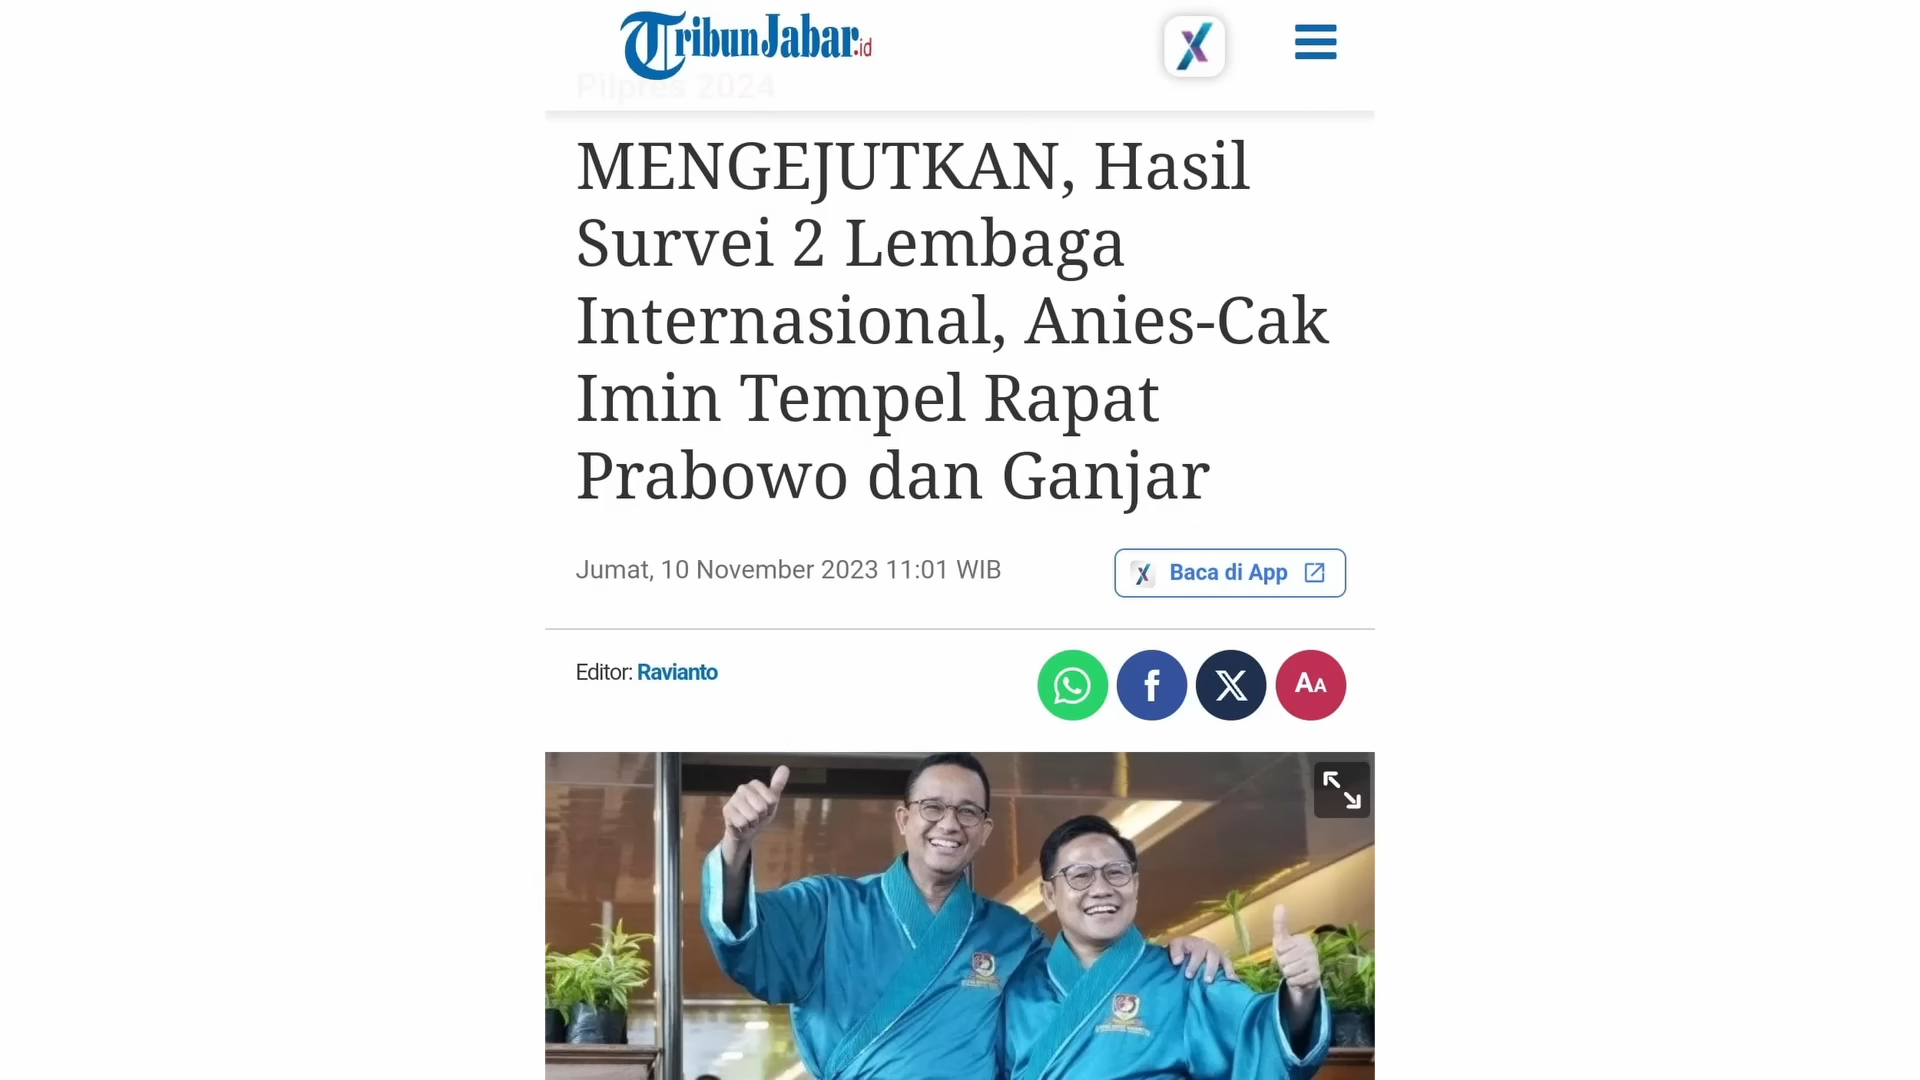 TribunJabar.id
Pilpres 2024
MENGEJUTKAN, Hasil
Survei 2 Lembaga
Internasional, Anies-Cak
Imin Tempel Rapat
Prabowo dan Ganjar
Jumat, 10 November 2023 11:01 WIB
Baca di App
Editor: Ravianto
AA